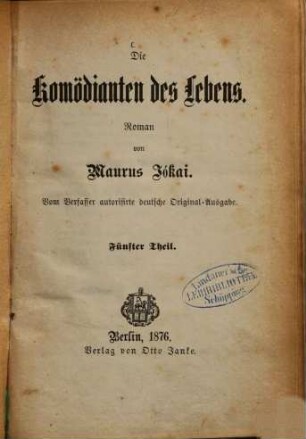 Die
Komödianten des Lebens.
Roman
von
Maurus Jókai.
Vom Verfasser autorisirte deutsche Original-Ausgabe.
Fünfter Theil.
LEIHBIBLIOTHEK
Berlin, 1876.
Verlag von Otto Janke.